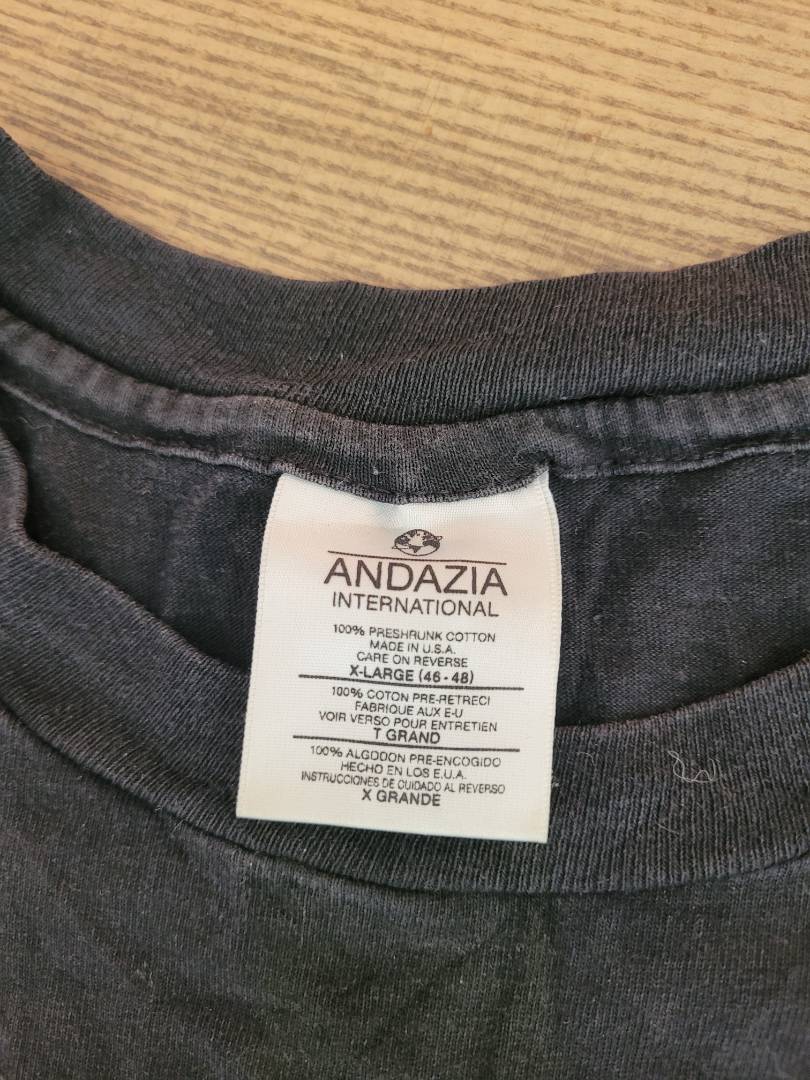 ANDAZIA
INTERNATIONAL
100% PRESHRUNK COTTON
MADE IN U.S.A.
CARE ON REVERSE
X-LARGE (46-48)
100% COTON PRE-RETRECI
FABRIQUE AUX E-U
VOIR VERSO POUR ENTRETIEN
T GRAND
100% ALGODON PRE-ENCOGIDO
HECHO EN LOS E.U.A.
INSTRUCCIONES DE CUIDADO AL REVERSO
X GRANDE